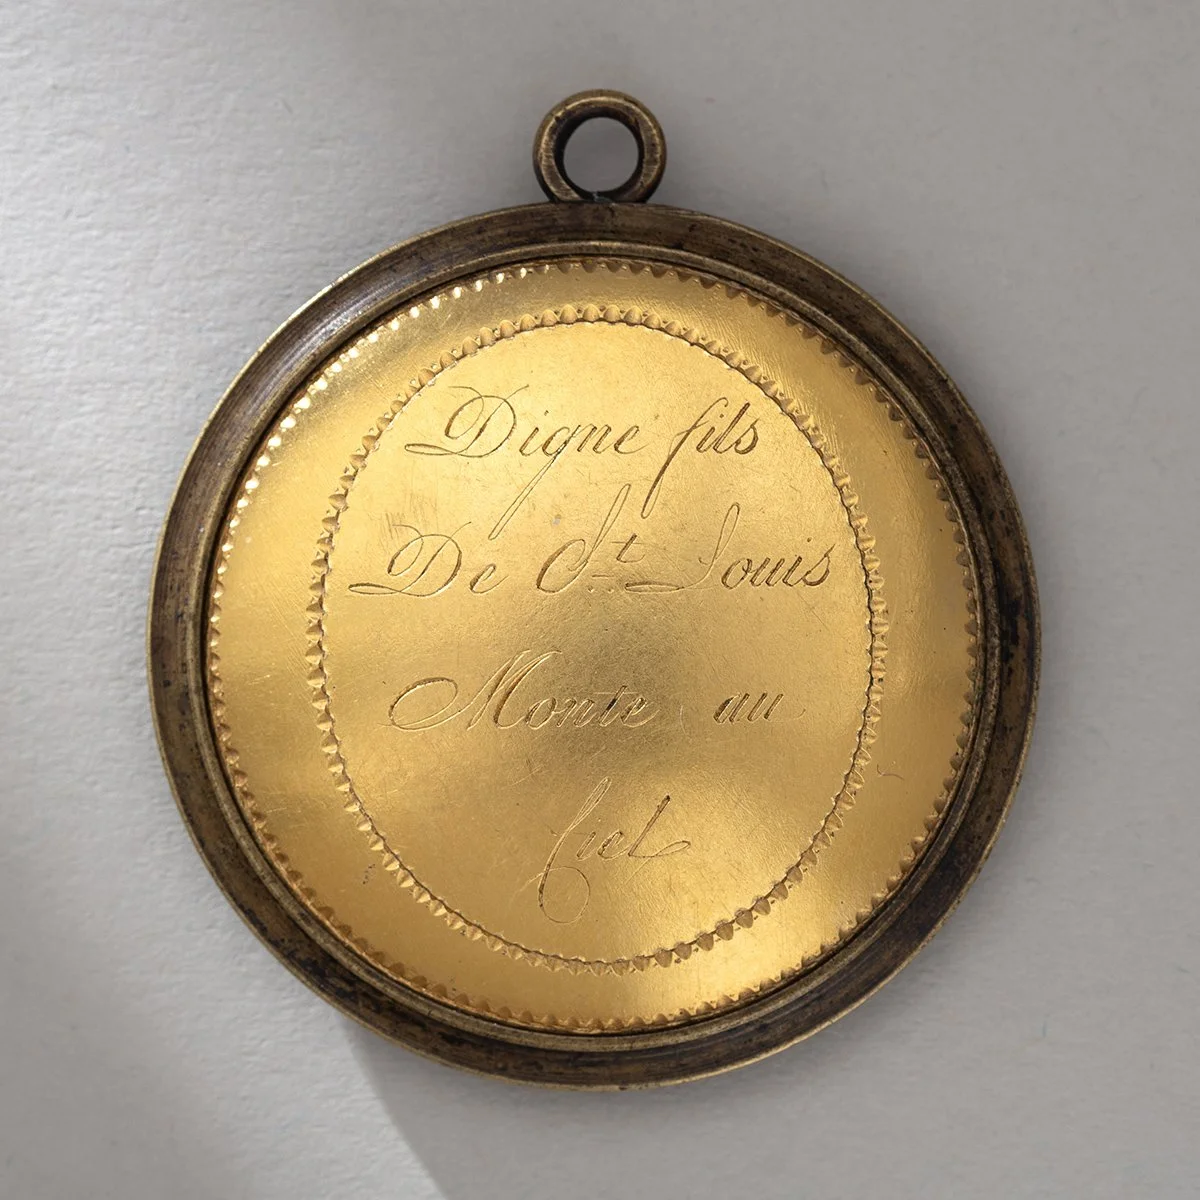 Digne fils
De St. Louis
Monte au
Ciel